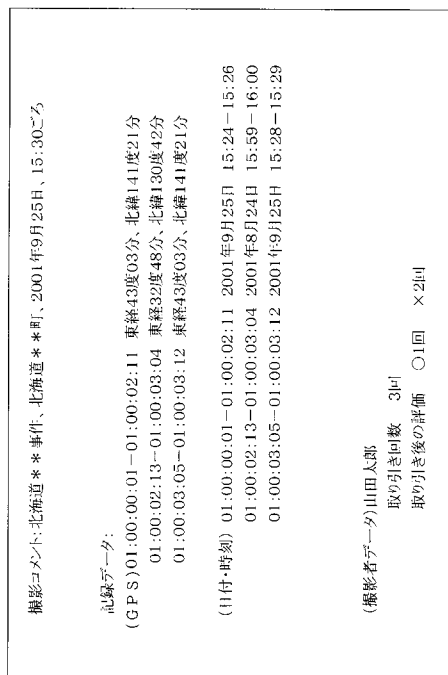 撮影コメント:北海道＊＊事件、北海道＊＊町、2001年9月25日、15:30ごろ
記録データ:
(GPS)01:00:00:01－01:00:02:11 東経43度03分、北緯141度21分
01:00:02:13－01:00:03:04 東経32度48分、北緯130度42分
01:00:03:05－01:00:03:12 東経43度03分、北緯141度21分
(日付・時刻) 01:00:00:01－01:00:02:11 2001年9月25日 15:24－15:26
01:00:02:13－01:00:03:04 2001年8月24日 15:59－16:00
01:00:03:05－01:00:03:12 2001年9月25日 15:28－15:29
(撮影者データ)山田太郎
取り引き回数 3回
取り引き後の評価 ○1回 ×2回